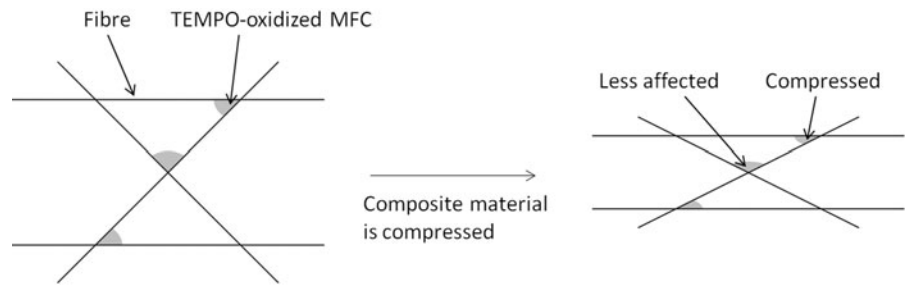 Fibre
TEMPO-oxidized MFC
Less affected
Compressed
Composite material
is compressed